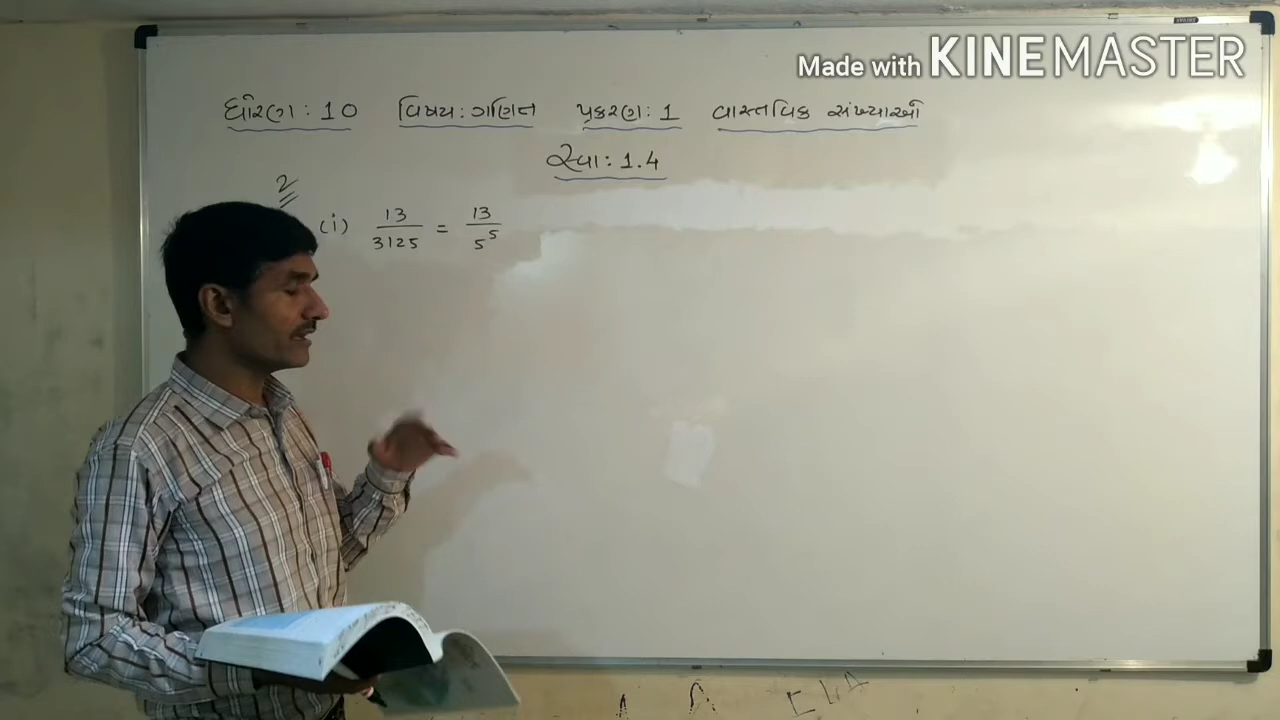 Made with KINEMASTER
ધોરણ : 10 વિષય : ગણિત પ્રકરણ : 1 વાસ્તવિક સંખ્યાઓ
સ્વા : 1.4
2
(i) 13/3125 = 13/5⁵